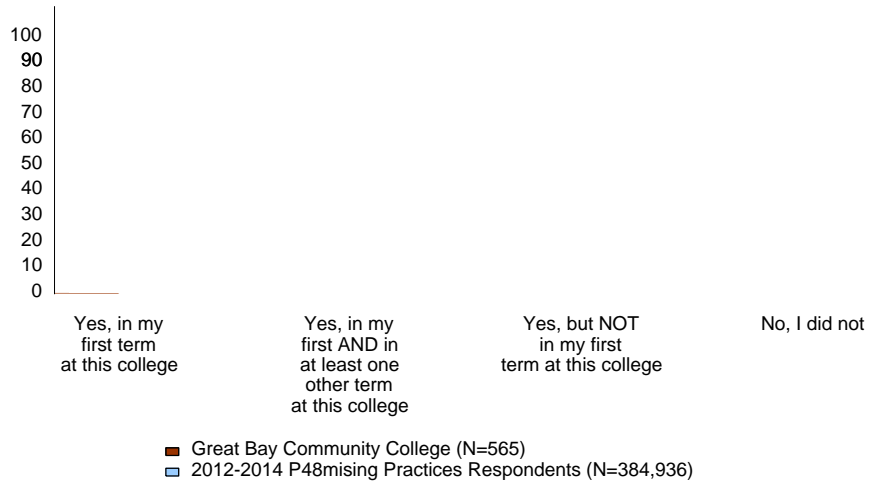 100
90
80
70
60
50
40
30
20
10
0
Yes, in my
first term
at this college
Yes, in my
first AND in
at least one
other term
at this college
Yes, but NOT
in my first
term at this college
No, I did not
Great Bay Community College (N=565)
2012-2014 P48mising Practices Respondents (N=384,936)